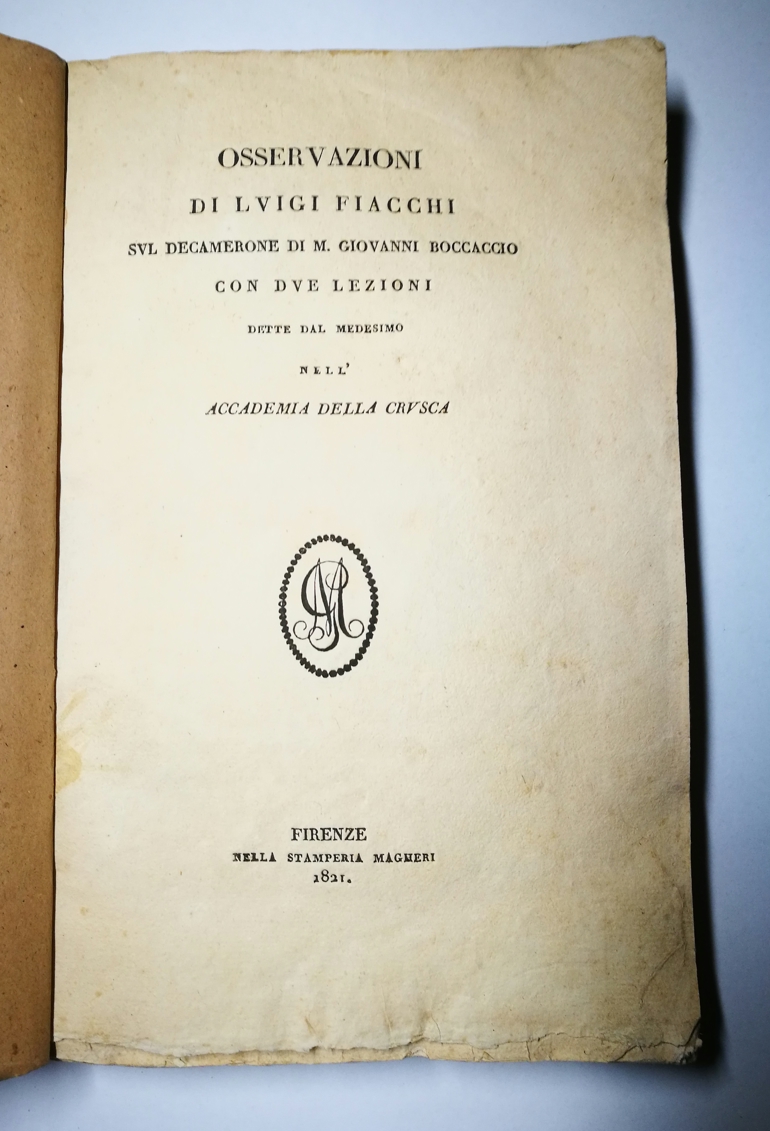 OSSERVAZIONI
DI LVIGI FIACCHI
SVL DECAMERONE DI M. GIOVANNI BOCCACCIO
CON DVE LEZIONI
DETTE DAL MEDESIMO
NELL'
ACCADEMIA DELLA CRVSCA
FIRENZE
NELLA STAMPERIA MAGHERI
1821.